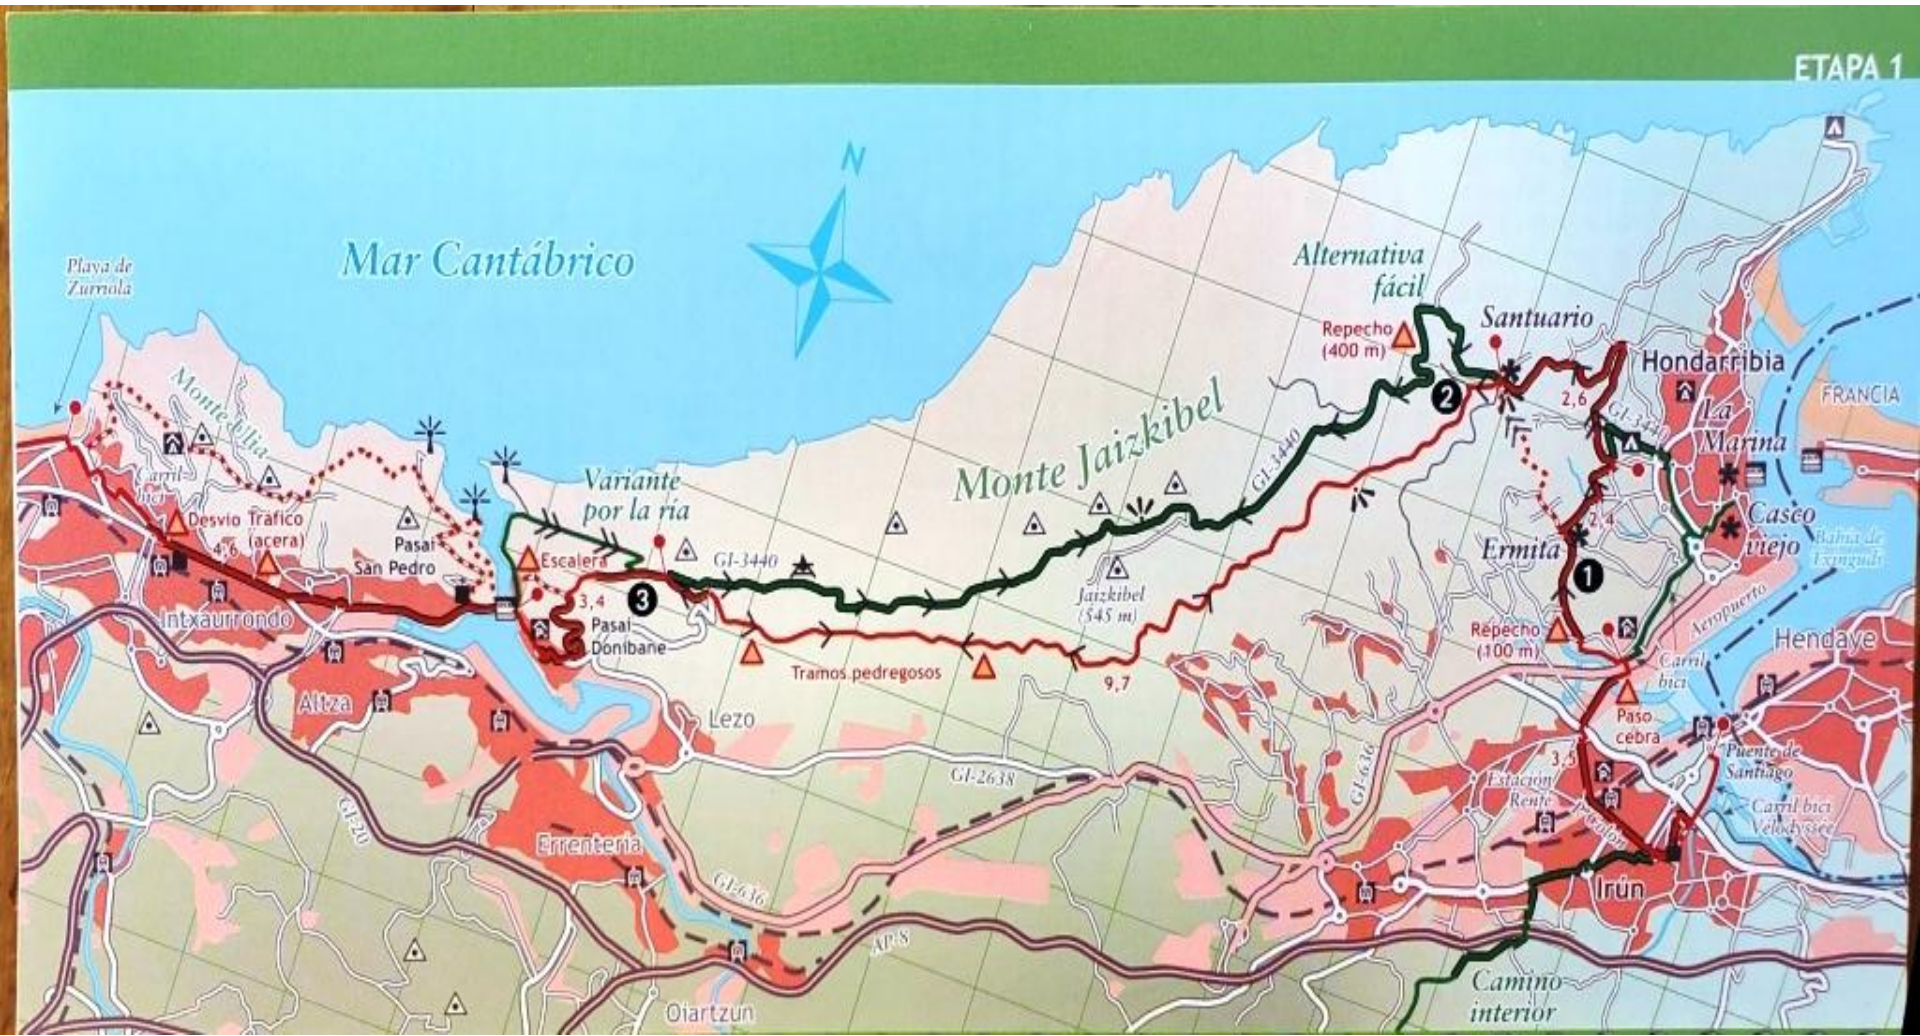 ETAPA 1
N
Mar Cantábrico
Playa de
Zurriola
Monte Ulia
Carril-
bici
Desvío Tráfico
(acera)
4,6
Pasai
San Pedro
Intxaurrondo
Altza
Variante
por la ría
Escalera
3,4
3
Pasai
Donibane
GI-3440
Lezo
Tramos pedregosos
9,7
Monte Jaizkibel
Jaizkibel
(545 m)
GI-3440
Alternativa
fácil
Repecho
(400 m)
2
Santuario
2,6
Hondarribia
GI-3440
La
Marina
FRANCIA
Casco
viejo
Bahía de
Txingudi
2,4
Ermita
1
Repecho
(100 m)
Aeropuerto
Hendaye
Carril
bici
Paso
cebra
3,5
Puente de
Santiago
Estación
Renfe
Colón
Carril bici
Vélodyssée
Irún
GI-636
GI-2638
GI-20
Errenteria
GI-636
AP-8
Oiartzun
Camino
interior